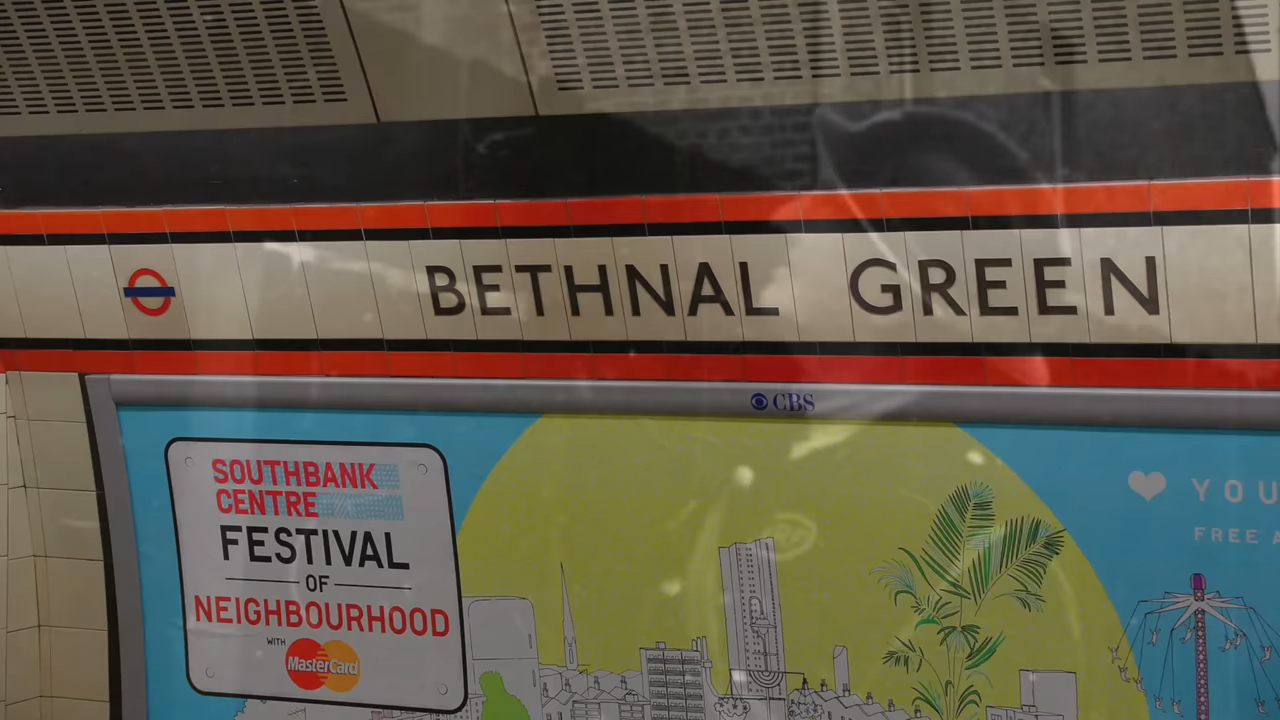 BETHNAL GREEN
CBS
SOUTHBANK
CENTRE
FESTIVAL
OF
NEIGHBOURHOOD
WITH
MasterCard
YOU
FREE